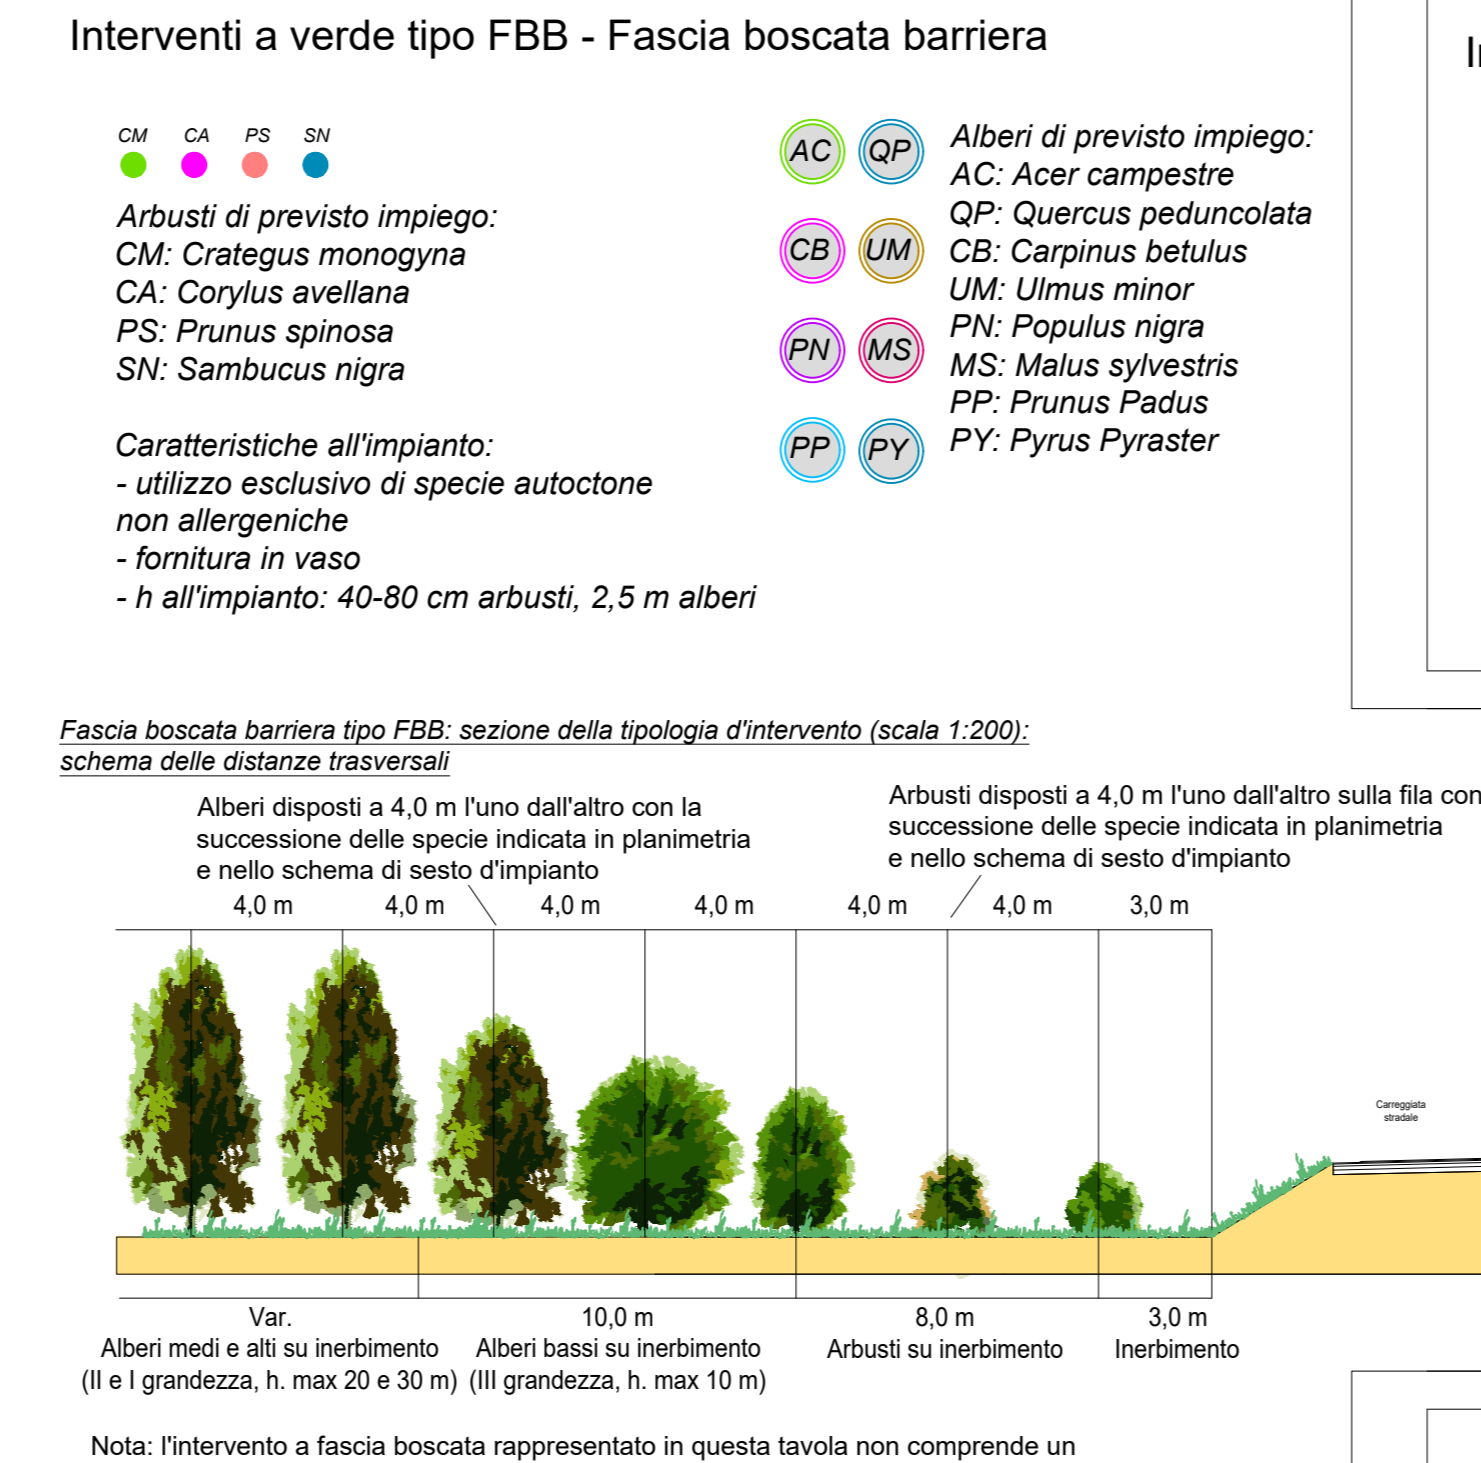 Interventi a verde tipo FBB - Fascia boscata barriera
CM CA PS SN
Arbusti di previsto impiego:
CM: Crategus monogyna
CA: Corylus avellana
PS: Prunus spinosa
SN: Sambucus nigra
Caratteristiche all'impianto:
- utilizzo esclusivo di specie autoctone
non allergeniche
- fornitura in vaso
- h all'impianto: 40-80 cm arbusti, 2,5 m alberi
AC QP
CB UM
PN MS
PP PY
Alberi di previsto impiego:
AC: Acer campestre
QP: Quercus peduncolata
CB: Carpinus betulus
UM: Ulmus minor
PN: Populus nigra
MS: Malus sylvestris
PP: Prunus Padus
PY: Pyrus Pyraster
Fascia boscata barriera tipo FBB: sezione della tipologia d'intervento (scala 1:200):
schema delle distanze trasversali
Alberi disposti a 4,0 m l'uno dall'altro con la
successione delle specie indicata in planimetria
e nello schema di sesto d'impianto
Arbusti disposti a 4,0 m l'uno dall'altro sulla fila con
successione delle specie indicata in planimetria
e nello schema di sesto d'impianto
4,0 m 4,0 m 4,0 m 4,0 m 4,0 m 4,0 m 3,0 m
Carreggiata
stradale
Var.
Alberi medi e alti su inerbimento
(II e I grandezza, h. max 20 e 30 m)
10,0 m
Alberi bassi su inerbimento
(III grandezza, h. max 10 m)
8,0 m
Arbusti su inerbimento
3,0 m
Inerbimento
Nota: l'intervento a fascia boscata rappresentato in questa tavola non comprende un